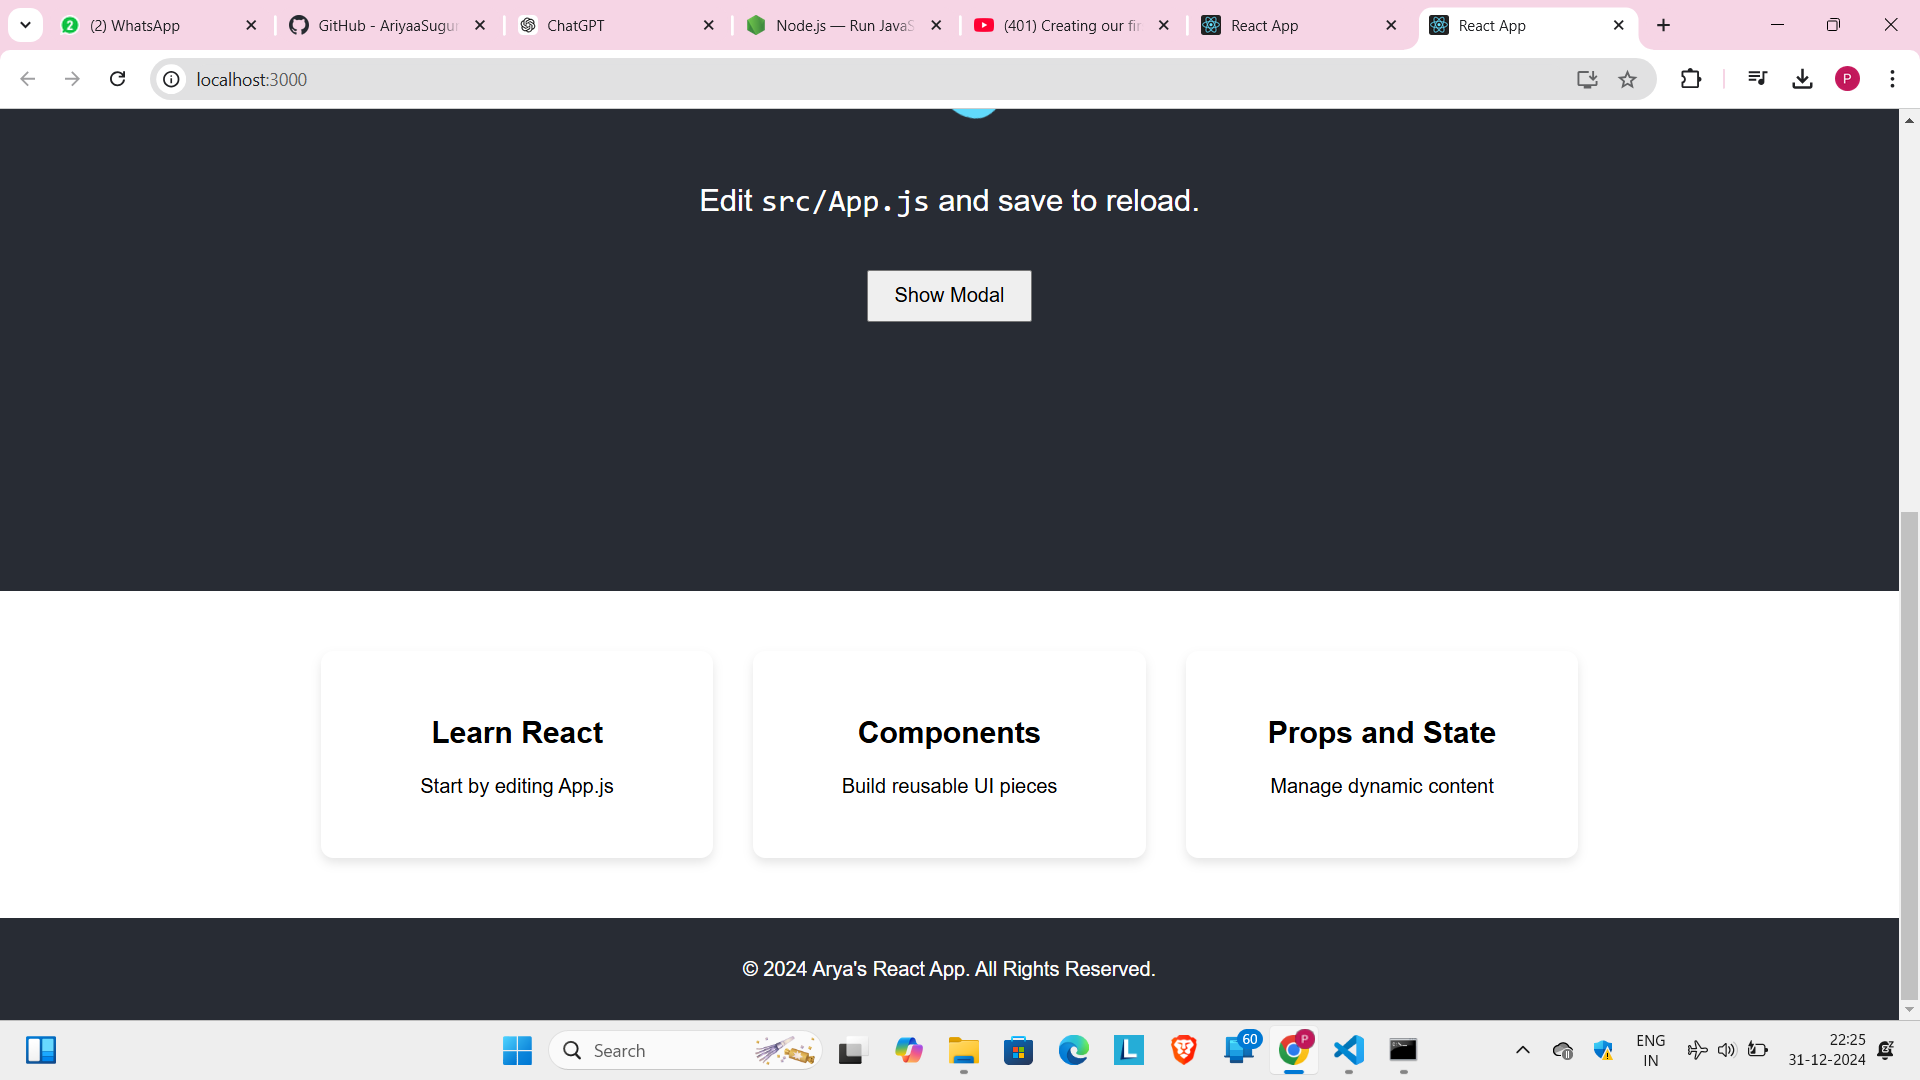 2
(2) WhatsApp
GitHub - AriyaaSugu
ChatGPT
Node.js — Run JavaS
(401) Creating our fir
React App
React App
localhost:3000
P
Edit src/App.js and save to reload.
Show Modal
Learn React
Components
Props and State
Start by editing App.js
Build reusable UI pieces
Manage dynamic content
© 2024 Arya's React App. All Rights Reserved.
Search
L
60
P
ENG
IN
22:25
31-12-2024